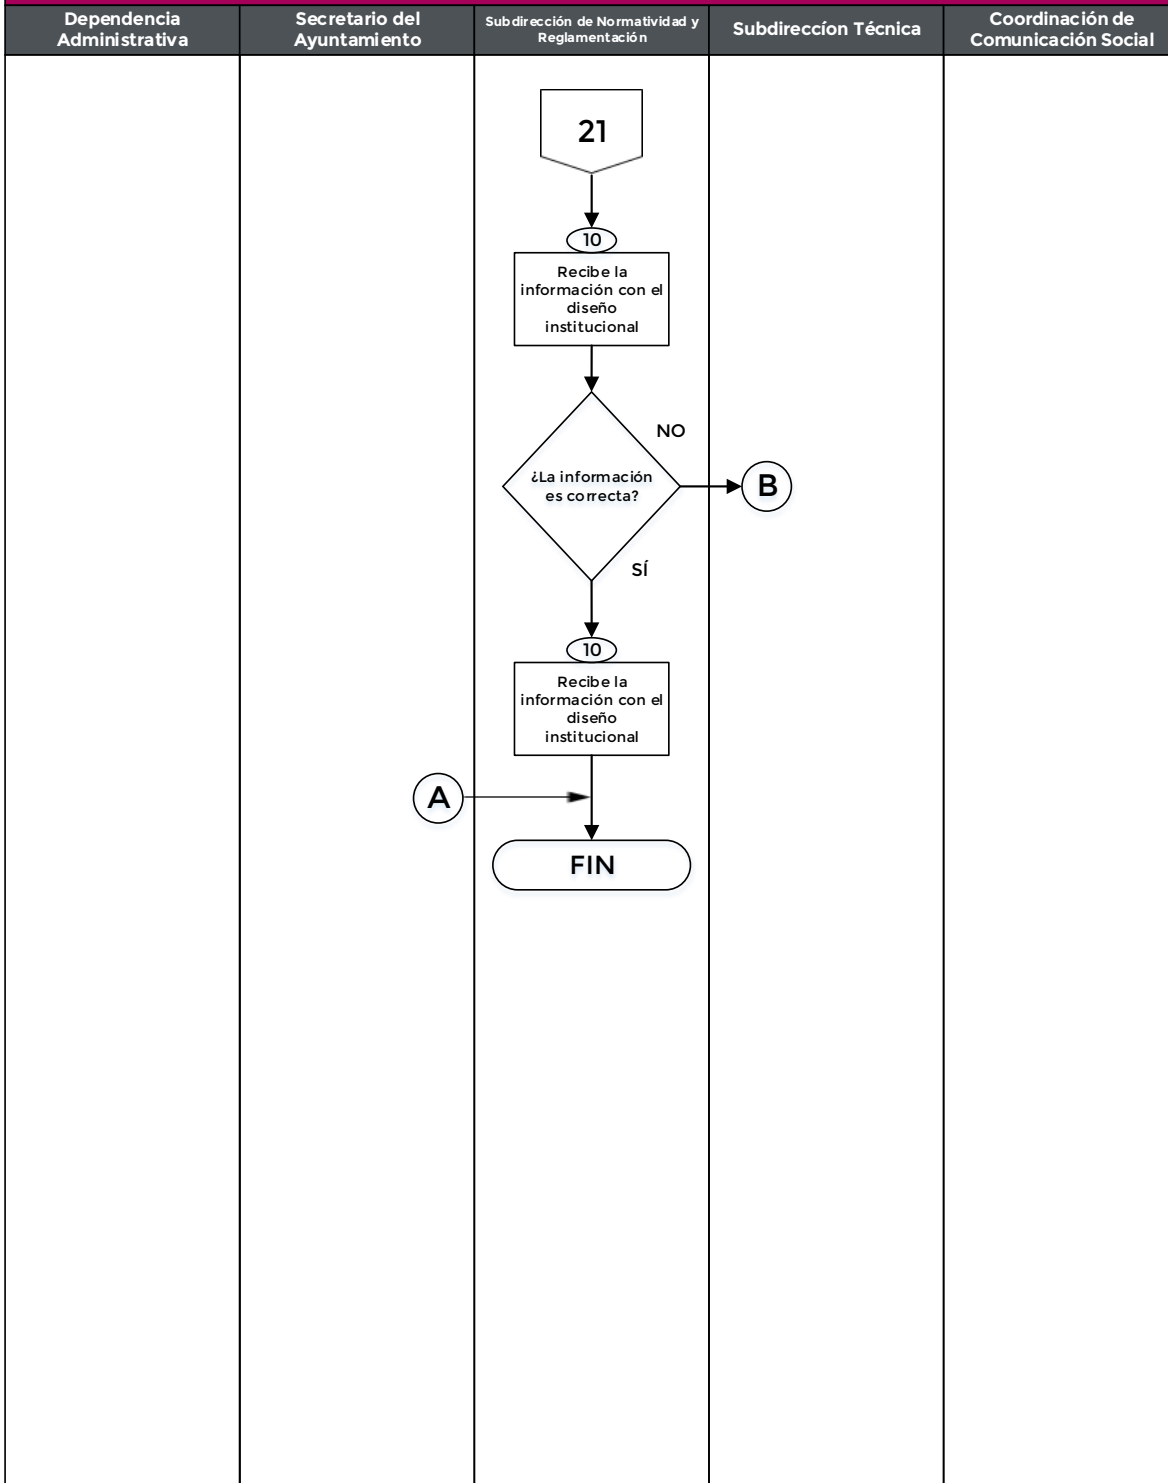 Dependencia
Administrativa
Secretario del
Ayuntamiento
Subdirección de Normatividad y
Reglamentación
Subdireccíon Técnica
Coordinación de
Comunicación Social
21
10
Recibe la
información con el
diseño
institucional
NO
¿La información
es correcta?
B
SÍ
10
Recibe la
información con el
diseño
institucional
A
FIN